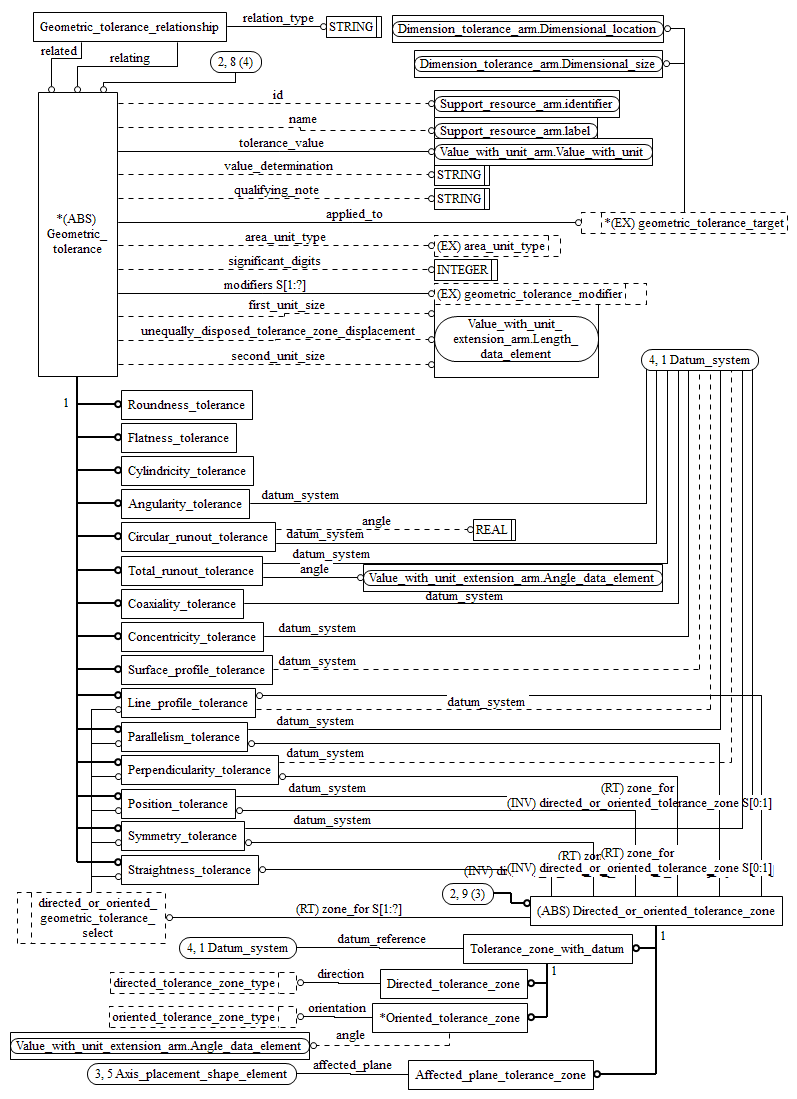 Geometric_tolerance_relationship
relation_type
STRING
Dimension_tolerance_arm.Dimensional_location
related
relating
2, 8 (4)
Dimension_tolerance_arm.Dimensional_size
id
Support_resource_arm.identifier
name
Support_resource_arm.label
tolerance_value
Value_with_unit_arm.Value_with_unit
value_determination
STRING
qualifying_note
STRING
*(ABS)
Geometric_
tolerance
applied_to
*(EX) geometric_tolerance_target
area_unit_type
(EX) area_unit_type
significant_digits
INTEGER
modifiers S[1:?]
(EX) geometric_tolerance_modifier
first_unit_size
unequally_disposed_tolerance_zone_displacement
Value_with_unit_
extension_arm.Length_
data_element
second_unit_size
4, 1 Datum_system
1
Roundness_tolerance
Flatness_tolerance
Cylindricity_tolerance
Angularity_tolerance
datum_system
Circular_runout_tolerance
angle
REAL
datum_system
Total_runout_tolerance
datum_system
angle
Value_with_unit_extension_arm.Angle_data_element
Coaxiality_tolerance
datum_system
Concentricity_tolerance
datum_system
Surface_profile_tolerance
datum_system
Line_profile_tolerance
datum_system
Parallelism_tolerance
datum_system
Perpendicularity_tolerance
datum_system
Position_tolerance
datum_system
(RT) zone_for
(INV) directed_or_oriented_tolerance_zone S[0:1]
Symmetry_tolerance
datum_system
(RT) zon
(RT) zone_for
Straightness_tolerance
(INV) di
(INV) directed_or_oriented_tolerance_zone S[0:1]
directed_or_oriented_
geometric_tolerance_
select
(RT) zone_for S[1:?]
2, 9 (3)
(ABS) Directed_or_oriented_tolerance_zone
1
4, 1 Datum_system
datum_reference
Tolerance_zone_with_datum
1
directed_tolerance_zone_type
direction
Directed_tolerance_zone
oriented_tolerance_zone_type
orientation
*Oriented_tolerance_zone
Value_with_unit_extension_arm.Angle_data_element
angle
3, 5 Axis_placement_shape_element
affected_plane
Affected_plane_tolerance_zone